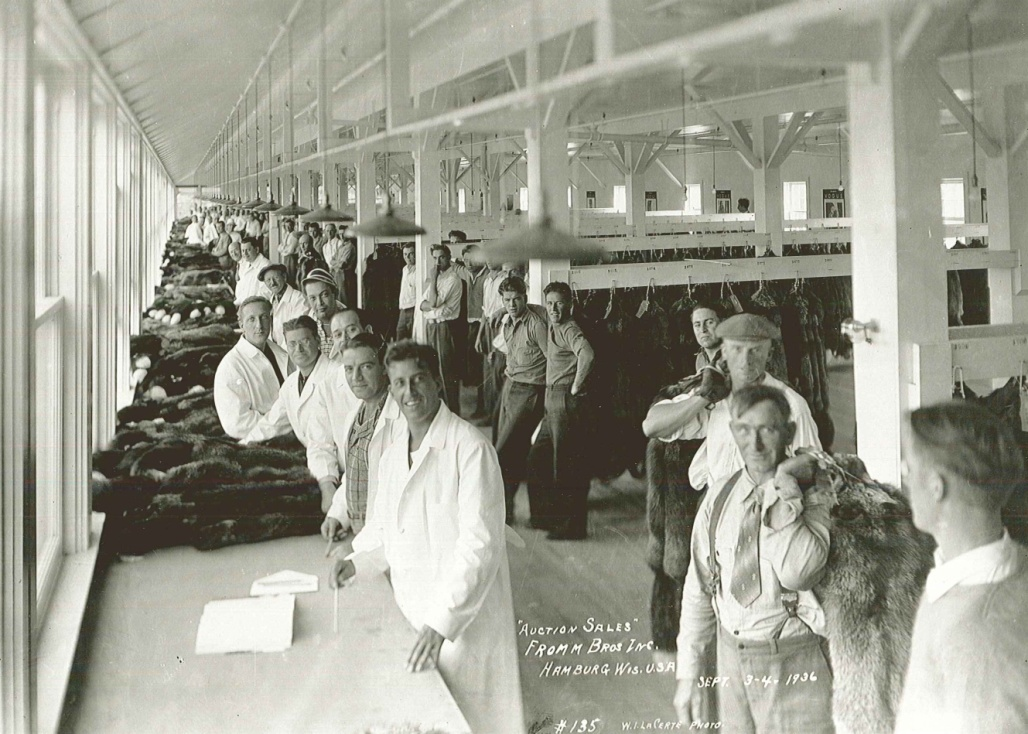 "AUCTION SALES"
FROMM BROS INC.
HAMBURG WIS. U.S.A
SEPT. 3-4-1936
#135 W.I. LACERTE PHOTO.